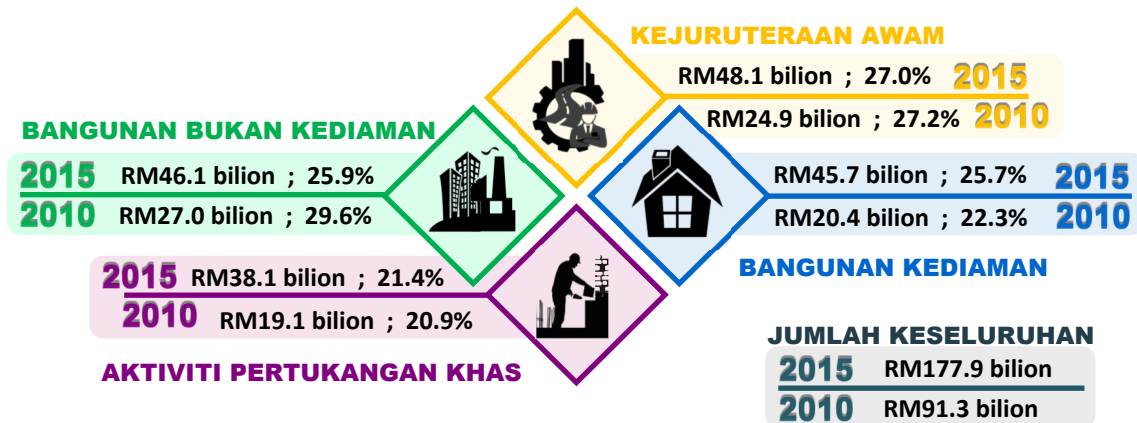 KEJURUTERAAN AWAM
RM48.1 bilion ; 27.0% 2015
RM24.9 bilion ; 27.2% 2010
BANGUNAN BUKAN KEDIAMAN
2015 RM46.1 bilion ; 25.9%
2010 RM27.0 bilion ; 29.6%
RM45.7 bilion ; 25.7% 2015
RM20.4 bilion ; 22.3% 2010
BANGUNAN KEDIAMAN
2015 RM38.1 bilion ; 21.4%
2010 RM19.1 bilion ; 20.9%
AKTIVITI PERTUKANGAN KHAS
JUMLAH KESELURUHAN
2015 RM177.9 bilion
2010 RM91.3 bilion